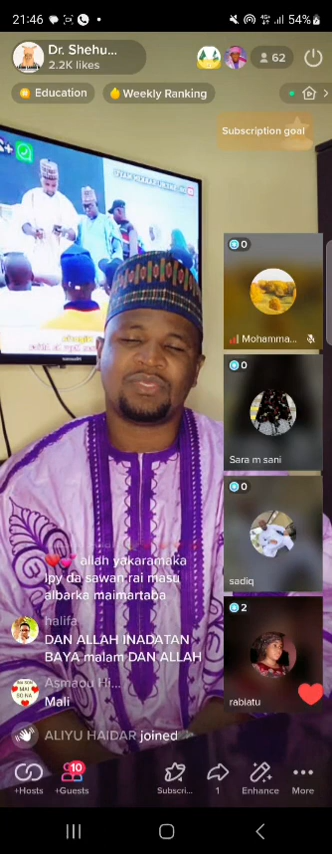 21:46
54%
Dr. Shehu...
2.2K likes
62
Education
Weekly Ranking
Subscription goal
0
Mohamma...
0
Sara m sani
0
sadiq
2
rabiatu
allah yakaramaka
lpy da sawan rai masu
albarka maimartaba
halifa
DAN ALLAH INADATAN
BAYA malam DAN ALLAH
Asmaou Hi...
Mali
ALIYU HAIDAR joined
10
+Hosts
+Guests
Subscri...
1
Enhance
More